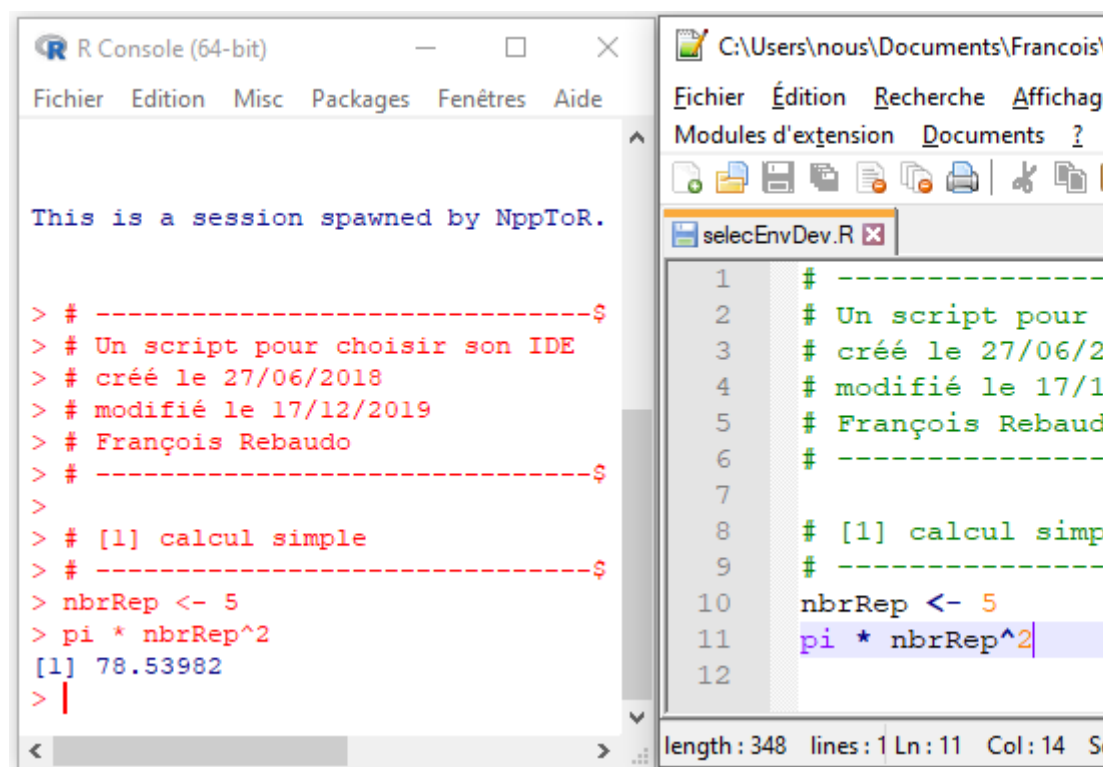 R Console (64-bit)
Fichier Edition Misc Packages Fenêtres Aide
This is a session spawned by NppToR.
> # -------------------------------$
> # Un script pour choisir son IDE
> # créé le 27/06/2018
> # modifié le 17/12/2019
> # François Rebaudo
> # -------------------------------$
>
> # [1] calcul simple
> # -------------------------------$
> nbrRep <- 5
> pi * nbrRep^2
[1] 78.53982
>
C:\Users\nous\Documents\Francois\
Fichier Édition Recherche Affichag
Modules d'extension Documents ?
selecEnvDev.R
1 # ---------------
2 # Un script pour
3 # créé le 27/06/2
4 # modifié le 17/1
5 # François Rebaud
6 # ---------------
7
8 # [1] calcul simp
9 # ---------------
10 nbrRep <- 5
11 pi * nbrRep^2
12
length : 348 lines : 1 Ln : 11 Col : 14 S